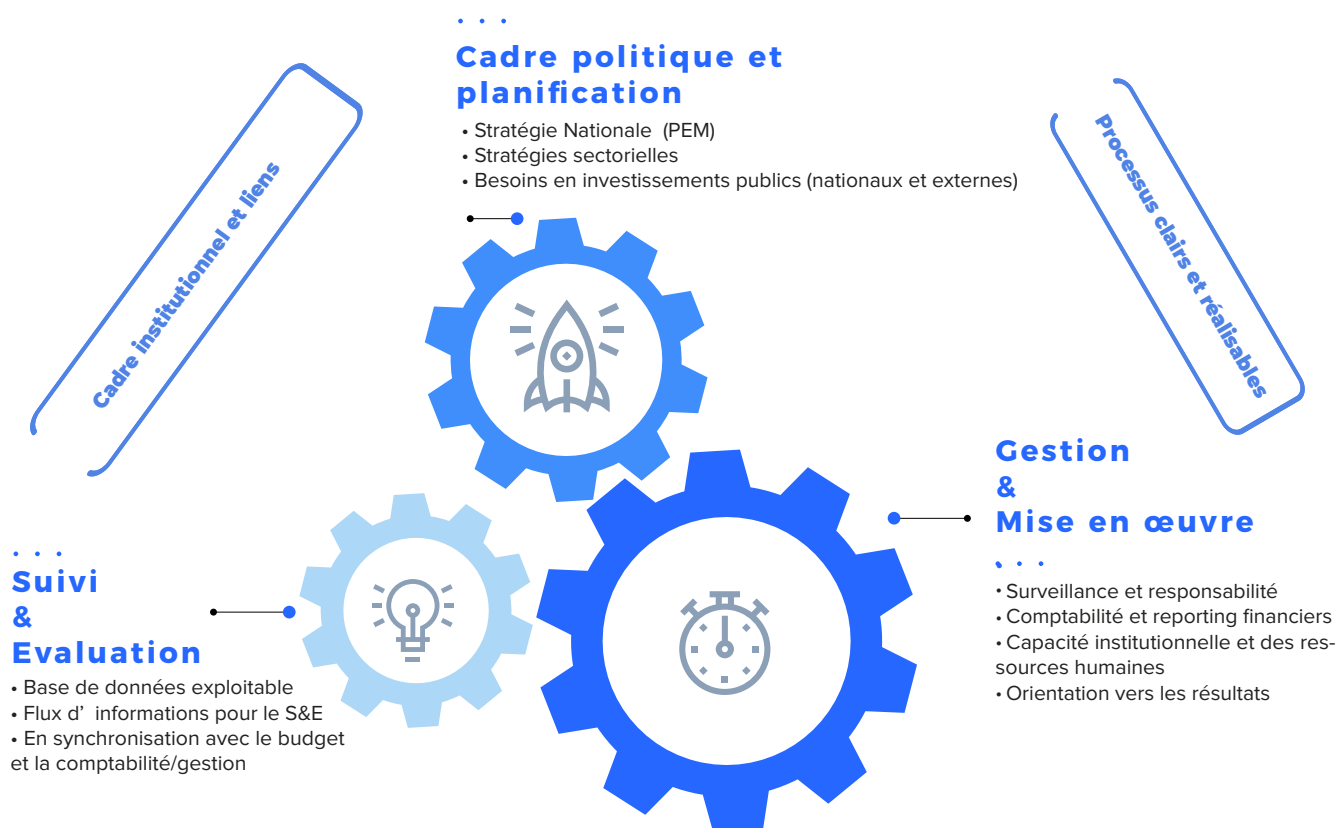 Cadre politique et
planification
• Stratégie Nationale (PEM)
• Stratégies sectorielles
• Besoins en investissements publics (nationaux et externes)
Cadre institutionnel et liens
Processus clairs et réalisables
Gestion
&
Mise en œuvre
• Surveillance et responsabilité
• Comptabilité et reporting financiers
• Capacité institutionnelle et des res-
sources humaines
• Orientation vers les résultats
Suivi
&
Evaluation
• Base de données exploitable
• Flux d’ informations pour le S&E
• En synchronisation avec le budget
et la comptabilité/gestion